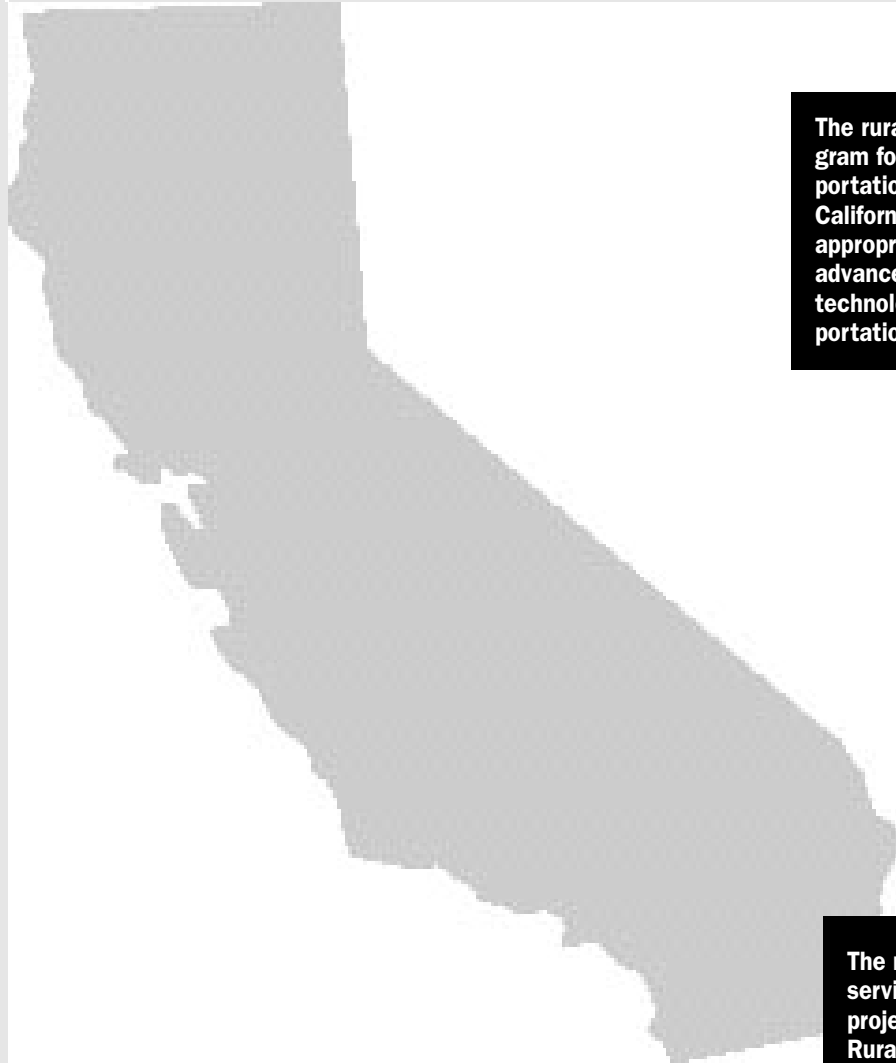 The rura
gram fo
portatio
Californ
appropr
advance
technol
portatio
The r
servi
proje
Rura